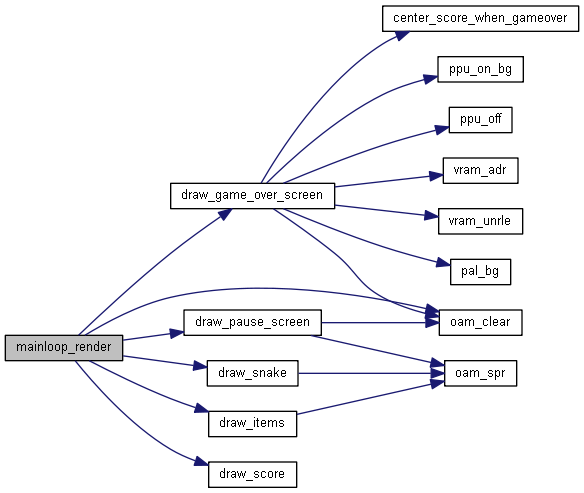 center_score_when_gameover
ppu_on_bg
ppu_off
vram_adr
draw_game_over_screen
vram_unrle
pal_bg
draw_pause_screen
oam_clear
mainloop_render
draw_snake
oam_spr
draw_items
draw_score